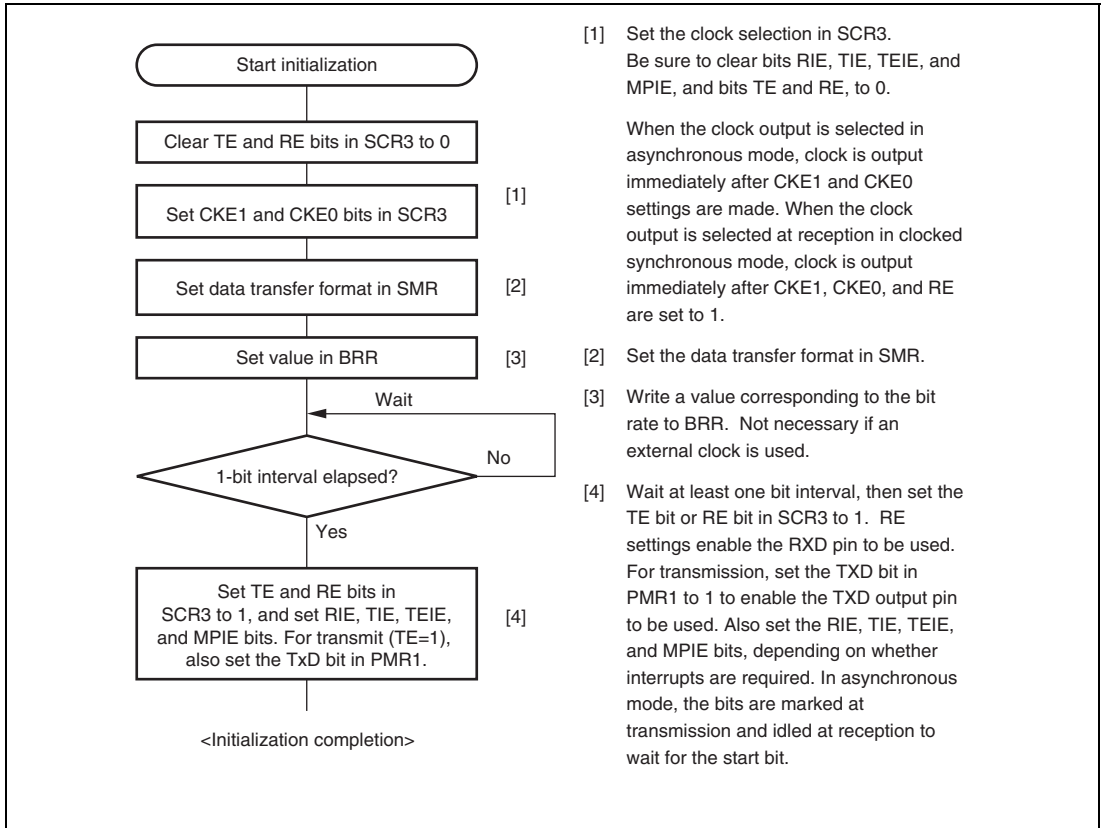 Start initialization
Clear TE and RE bits in SCR3 to 0
Set CKE1 and CKE0 bits in SCR3
[1]
Set data transfer format in SMR
[2]
Set value in BRR
[3]
Wait
1-bit interval elapsed?
No
Yes
Set TE and RE bits in
SCR3 to 1, and set RIE, TIE, TEIE,
and MPIE bits. For transmit (TE=1),
also set the TxD bit in PMR1.
[4]
<Initialization completion>
[1] Set the clock selection in SCR3.
Be sure to clear bits RIE, TIE, TEIE, and
MPIE, and bits TE and RE, to 0.
When the clock output is selected in
asynchronous mode, clock is output
immediately after CKE1 and CKE0
settings are made. When the clock
output is selected at reception in clocked
synchronous mode, clock is output
immediately after CKE1, CKE0, and RE
are set to 1.
[2] Set the data transfer format in SMR.
[3] Write a value corresponding to the bit
rate to BRR. Not necessary if an
external clock is used.
[4] Wait at least one bit interval, then set the
TE bit or RE bit in SCR3 to 1. RE
settings enable the RXD pin to be used.
For transmission, set the TXD bit in
PMR1 to 1 to enable the TXD output pin
to be used. Also set the RIE, TIE, TEIE,
and MPIE bits, depending on whether
interrupts are required. In asynchronous
mode, the bits are marked at
transmission and idled at reception to
wait for the start bit.